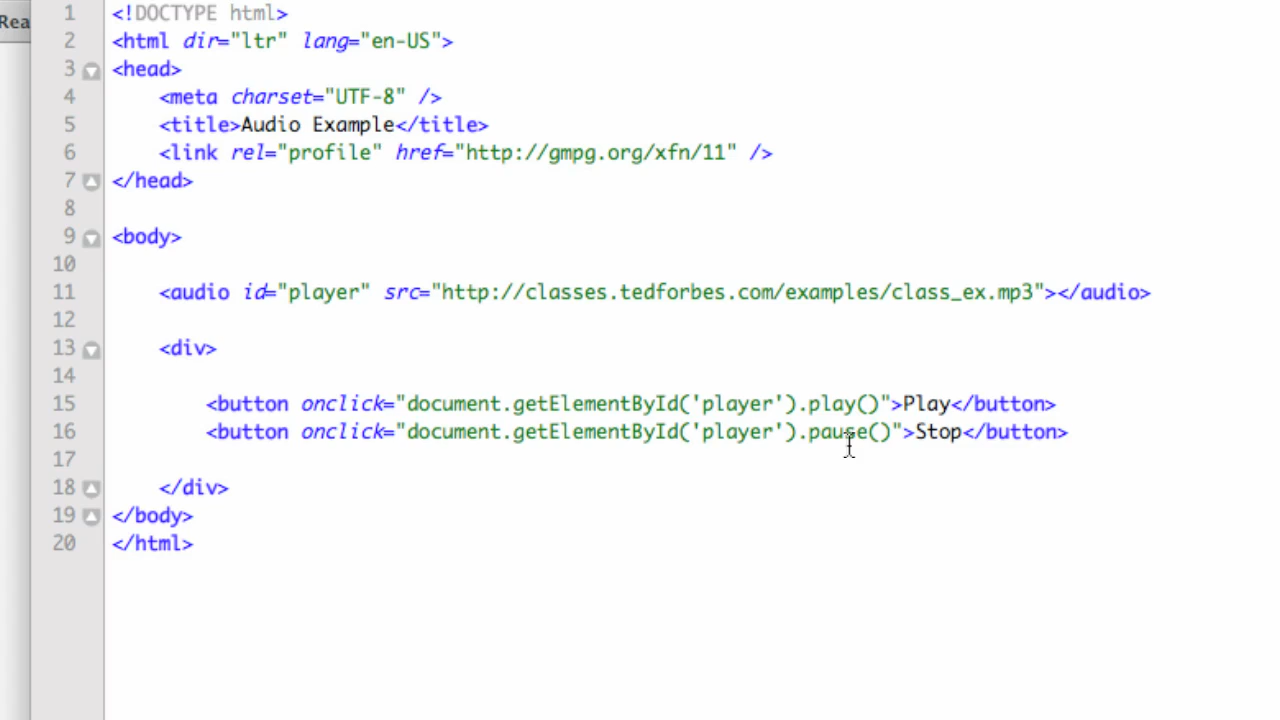 Rea
1 <!DOCTYPE html>
2 <html dir="ltr" lang="en-US">
3 <head>
4 <meta charset="UTF-8" />
5 <title>Audio Example</title>
6 <link rel="profile" href="http://gmpg.org/xfn/11" />
7 </head>
8
9 <body>
10
11 <audio id="player" src="http://classes.tedforbes.com/examples/class_ex.mp3"></audio>
12
13 <div>
14
15 <button onclick="document.getElementById('player').play()">Play</button>
16 <button onclick="document.getElementById('player').pause()">Stop</button>
17
18 </div>
19 </body>
20 </html>